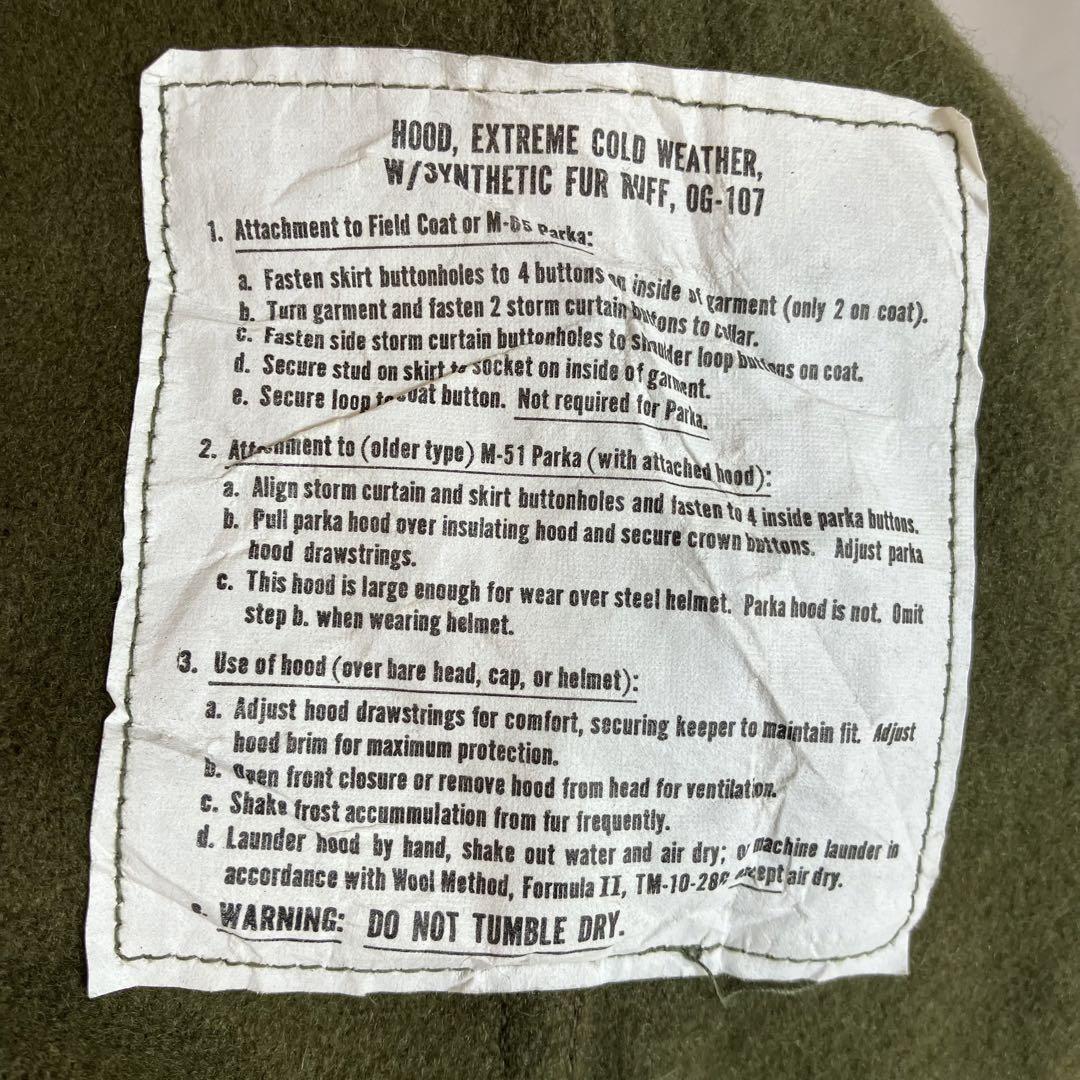 HOOD, EXTREME COLD WEATHER,
W/SYNTHETIC FUR RUFF, OG-107
1. Attachment to Field Coat or M-65 Parka:
a. Fasten skirt buttonholes to 4 buttons on inside of garment (only 2 on coat).
b. Turn garment and fasten 2 storm curtain buttons to collar.
c. Fasten side storm curtain buttonholes to shoulder loop buttons on coat.
d. Secure stud on skirt to socket on inside of garment.
e. Secure loop to coat button. Not required for Parka.
2. Attachment to (older type) M-51 Parka (with attached hood):
a. Align storm curtain and skirt buttonholes and fasten to 4 inside parka buttons.
b. Pull parka hood over insulating hood and secure crown buttons. Adjust parka
hood drawstrings.
c. This hood is large enough for wear over steel helmet. Parka hood is not. Omit
step b. when wearing helmet.
3. Use of hood (over bare head, cap, or helmet):
a. Adjust hood drawstrings for comfort, securing keeper to maintain fit. Adjust
hood brim for maximum protection.
b. Open front closure or remove hood from head for ventilation.
c. Shake frost accummulation from fur frequently.
d. Launder hood by hand, shake out water and air dry; or machine launder in
accordance with Wool Method, Formula II, except air dry.
WARNING: DO NOT TUMBLE DRY.